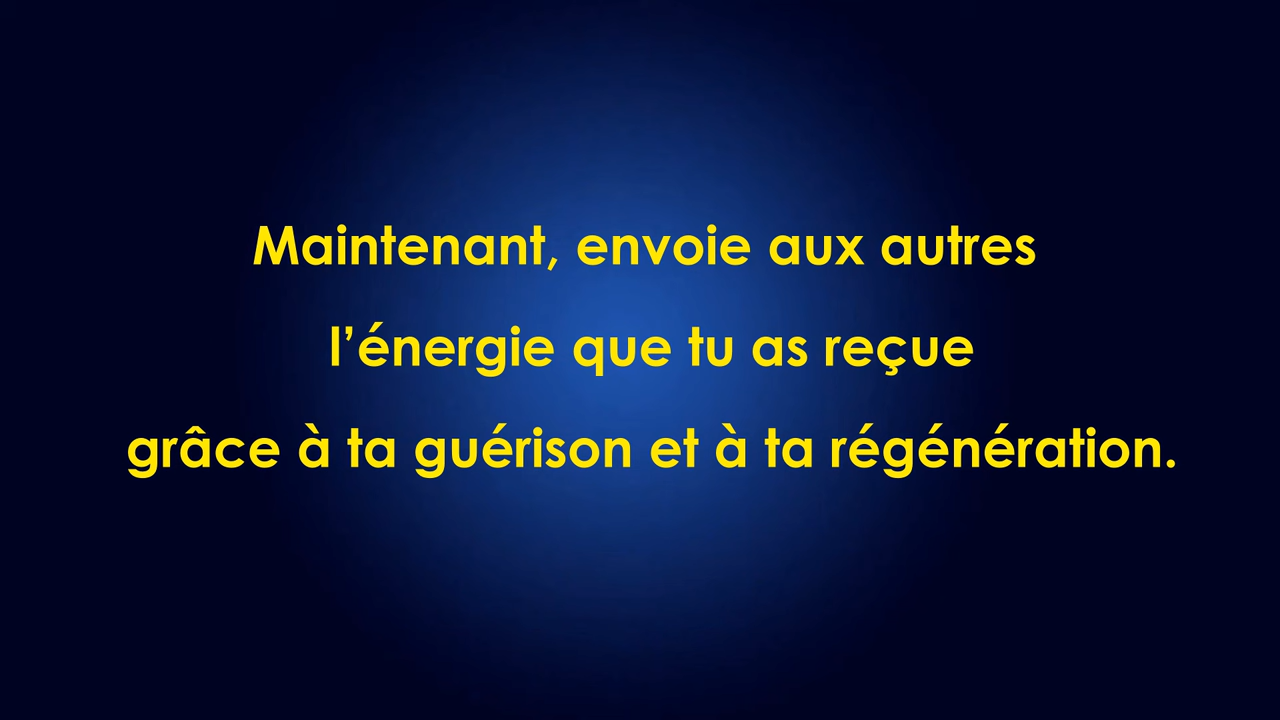 Maintenant, envoie aux autres
l’énergie que tu as reçue
grâce à ta guérison et à ta régénération.